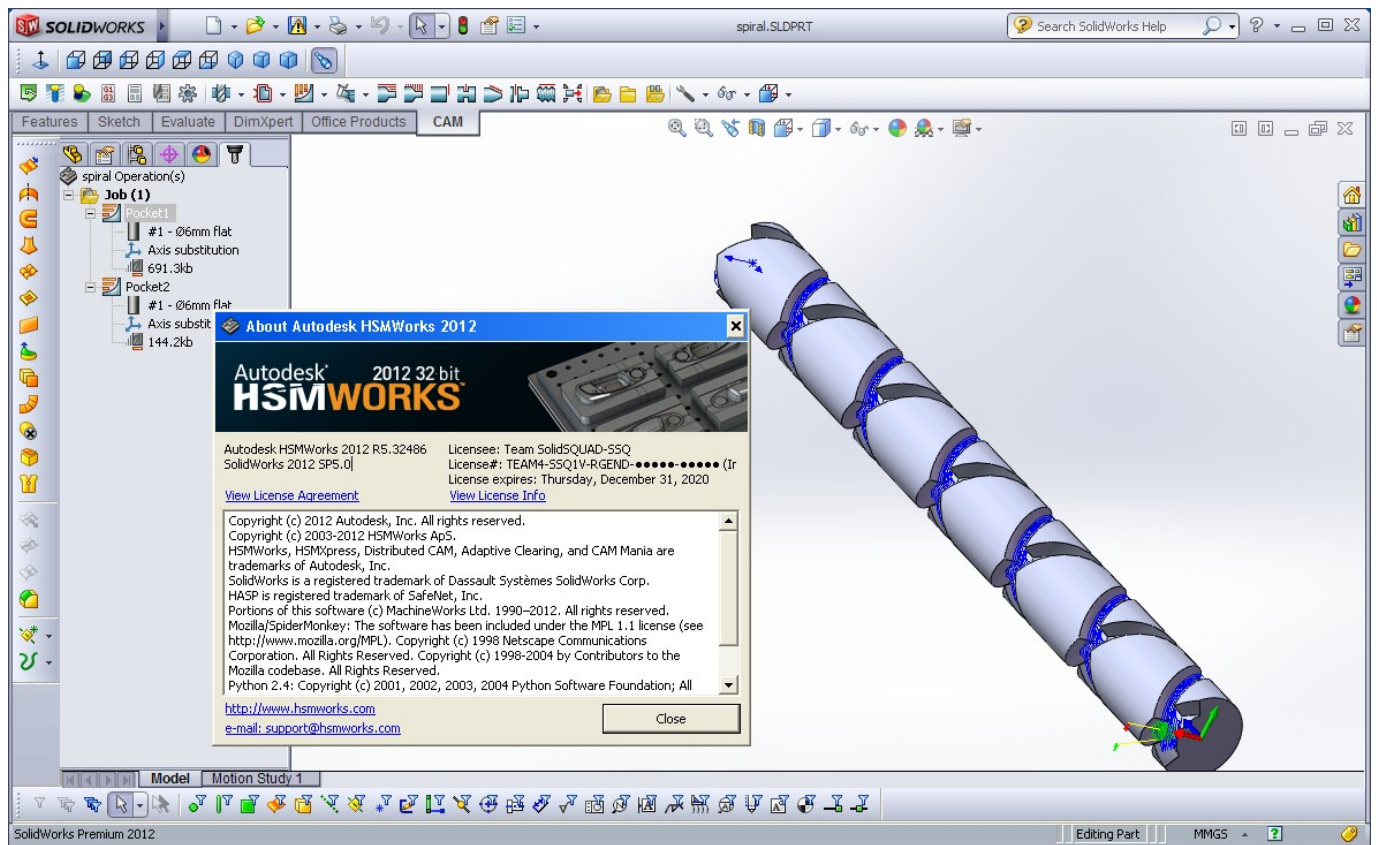 SW SOLIDWORKS
spiral.SLDPRT
Search SolidWorks Help
G1
G3
Features Sketch Evaluate DimXpert Office Products CAM
spiral Operation(s)
Job (1)
Pocket1
#1 - Ø6mm flat
Axis substitution
691.3kb
Pocket2
#1 - Ø6mm flat
Axis substit
144.2kb
About Autodesk HSMWorks 2012
Autodesk® 2012 32-bit
HSMWORKS™
Autodesk HSMWorks 2012 R5.32486
SolidWorks 2012 SP5.0
Licensee: Team SolidSQUAD-SSQ
License#: TEAM4-SSQ1V-RGEND-●●●●●-●●●●● (Ir
License expires: Thursday, December 31, 2020
View License Agreement
View License Info
Copyright (c) 2012 Autodesk, Inc. All rights reserved.
Copyright (c) 2003-2012 HSMWorks ApS.
HSMWorks, HSMXpress, Distributed CAM, Adaptive Clearing, and CAM Mania are
trademarks of Autodesk, Inc.
SolidWorks is a registered trademark of Dassault Systèmes SolidWorks Corp.
HASP is registered trademark of SafeNet, Inc.
Portions of this software (c) MachineWorks Ltd. 1990–2012. All rights reserved.
Mozilla/SpiderMonkey: The software has been included under the MPL 1.1 license (see
http://www.mozilla.org/MPL). Copyright (c) 1998 Netscape Communications
Corporation. All Rights Reserved. Copyright (c) 1998-2004 by Contributors to the
Mozilla codebase. All Rights Reserved.
Python 2.4: Copyright (c) 2001, 2002, 2003, 2004 Python Software Foundation; All
http://www.hsmworks.com
e-mail: support@hsmworks.com
Close
Model Motion Study 1
SolidWorks Premium 2012
Editing Part
MMGS